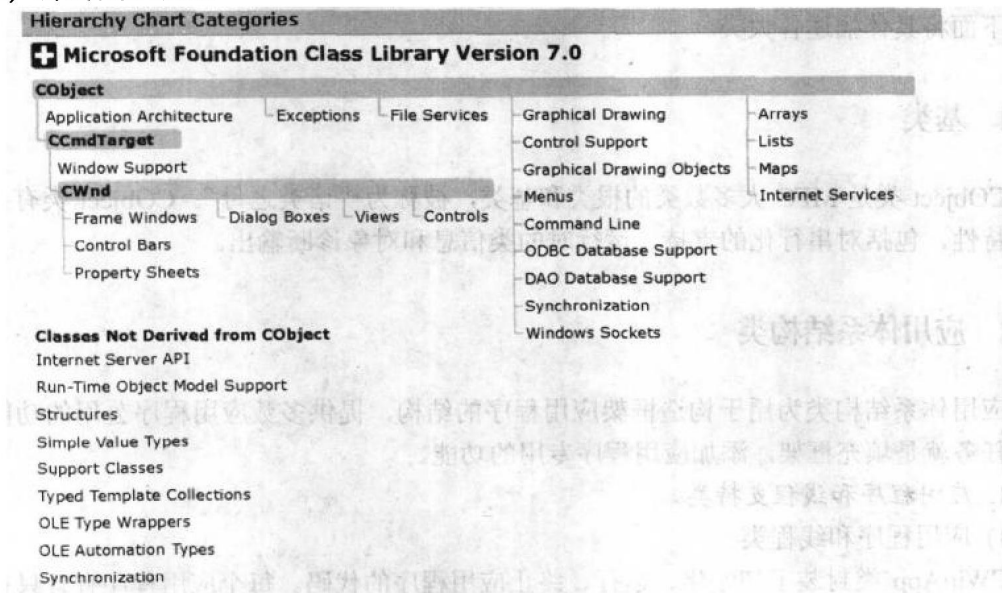 Hierarchy Chart Categories
Microsoft Foundation Class Library Version 7.0
CObject
Application Architecture
Exceptions
File Services
Graphical Drawing
Arrays
CCmdTarget
Control Support
Lists
Window Support
Graphical Drawing Objects
Maps
CWnd
Menus
Internet Services
Frame Windows
Dialog Boxes
Views
Controls
Command Line
Control Bars
ODBC Database Support
Property Sheets
DAO Database Support
Synchronization
Windows Sockets
Classes Not Derived from CObject
Internet Server API
Run-Time Object Model Support
Structures
Simple Value Types
Support Classes
Typed Template Collections
OLE Type Wrappers
OLE Automation Types
Synchronization